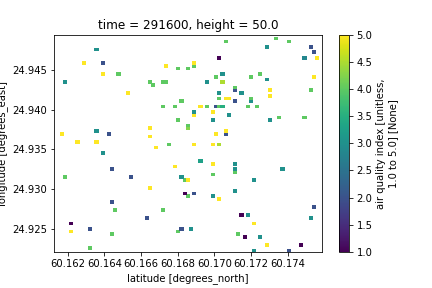 time = 291600, height = 50.0
24.945
24.940
24.935
24.930
24.925
longitude [degrees_east]
60.162 60.164 60.166 60.168 60.170 60.172 60.174
latitude [degrees_north]
5.0
4.5
4.0
3.5
3.0
2.5
2.0
1.5
1.0
air quality index [unitless,
1.0 to 5.0] [None]